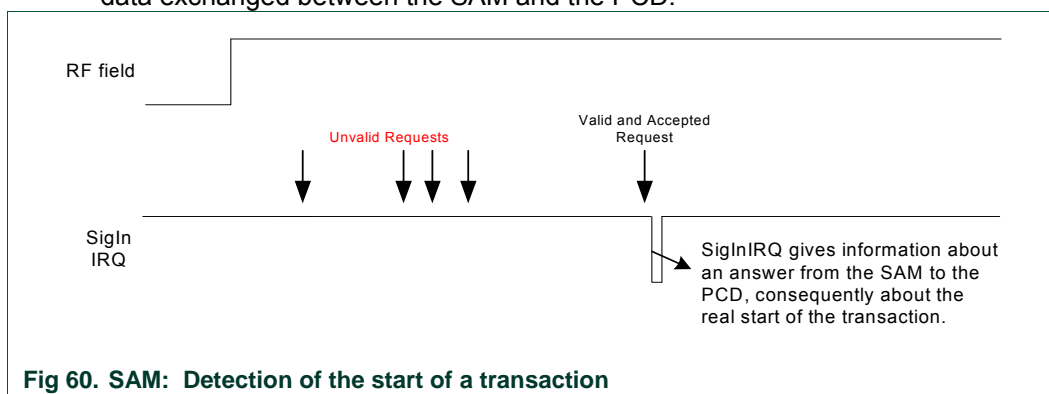 data exchanged between the SAM and the PCD.
RF field
Unvalid Requests
Valid and Accepted
Request
SigIn
IRQ
SigInIRQ gives information about
an answer from the SAM to the
PCD, consequently about the
real start of the transaction.
Fig 60. SAM: Detection of the start of a transaction